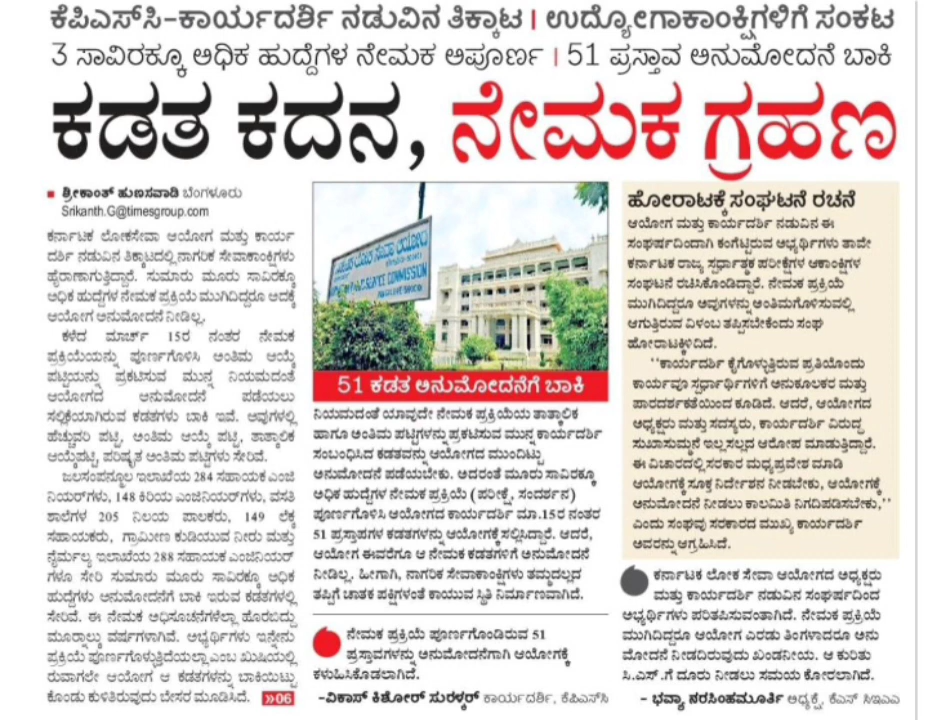 ಕೆಪಿಎಸ್‌ಸಿ-ಕಾರ್ಯದರ್ಶಿ ನಡುವಿನ ತಿಕ್ಕಾಟ | ಉದ್ಯೋಗಾಕಾಂಕ್ಷಿಗಳಿಗೆ ಸಂಕಟ
3 ಸಾವಿರಕ್ಕೂ ಅಧಿಕ ಹುದ್ದೆಗಳ ನೇಮಕ ಅಪೂರ್ಣ | 51 ಪ್ರಸ್ತಾವ ಅನುಮೋದನೆ ಬಾಕಿ
ಕಡತ ಕದನ, ನೇಮಕ ಗ್ರಹಣ
ಶ್ರೀಕಾಂತ್ ಹುಣಸವಾಡಿ ಬೆಂಗಳೂರು
Srikanth.G@timesgroup.com
ಕರ್ನಾಟಕ ಲೋಕಸೇವಾ ಆಯೋಗ ಮತ್ತು ಕಾರ್ಯ
ದರ್ಶಿ ನಡುವಿನ ತಿಕ್ಕಾಟದಲ್ಲಿ ನಾಗರಿಕ ಸೇವಾಕಾಂಕ್ಷಿಗಳು
ಹೈರಾಣಾಗುತ್ತಿದ್ದಾರೆ. ಸುಮಾರು ಮೂರು ಸಾವಿರಕ್ಕೂ
ಅಧಿಕ ಹುದ್ದೆಗಳ ನೇಮಕ ಪ್ರಕ್ರಿಯೆ ಮುಗಿದಿದ್ದರೂ ಅದಕ್ಕೆ
ಆಯೋಗ ಅನುಮೋದನೆ ನೀಡಿಲ್ಲ.
ಕಳೆದ ಮಾರ್ಚ್ 15ರ ನಂತರ ನೇಮಕ
ಪ್ರಕ್ರಿಯೆಯನ್ನು ಪೂರ್ಣಗೊಳಿಸಿ ಅಂತಿಮ ಆಯ್ಕೆ
ಪಟ್ಟಿಯನ್ನು ಪ್ರಕಟಿಸುವ ಮುನ್ನ ನಿಯಮದಂತೆ
ಆಯೋಗದ ಅನುಮೋದನೆ ಪಡೆಯಲು
ಸಲ್ಲಿಕೆಯಾಗಿರುವ ಕಡತಗಳು ಬಾಕಿ ಇವೆ. ಅವುಗಳಲ್ಲಿ
ಹೆಚ್ಚುವರಿ ಪಟ್ಟಿ, ಅಂತಿಮ ಆಯ್ಕೆ ಪಟ್ಟಿ, ತಾತ್ಕಾಲಿಕ
ಆಯ್ಕೆಪಟ್ಟಿ, ಪರಿಷ್ಕೃತ ಅಂತಿಮ ಪಟ್ಟಿಗಳು ಸೇರಿವೆ.
ಜಲಸಂಪನ್ಮೂಲ ಇಲಾಖೆಯ 284 ಸಹಾಯಕ ಎಂಜಿ
ನಿಯರ್‌ಗಳು, 148 ಕಿರಿಯ ಎಂಜಿನಿಯರ್‌ಗಳು, ವಸತಿ
ಶಾಲೆಗಳ 205 ನಿಲಯ ಪಾಲಕರು, 149 ಲೆಕ್ಕ
ಸಹಾಯಕರು, ಗ್ರಾಮೀಣ ಕುಡಿಯುವ ನೀರು ಮತ್ತು
ನೈರ್ಮಲ್ಯ ಇಲಾಖೆಯ 288 ಸಹಾಯಕ ಎಂಜಿನಿಯರ್
ಗಳೂ ಸೇರಿ ಸುಮಾರು ಮೂರು ಸಾವಿರಕ್ಕೂ ಅಧಿಕ
ಹುದ್ದೆಗಳು ಅನುಮೋದನೆಗೆ ಬಾಕಿ ಇರುವ ಕಡತಗಳಲ್ಲಿ
ಸೇರಿವೆ. ಈ ನೇಮಕ ಅಧಿಸೂಚನೆಗಳೆಲ್ಲಾ ಹೊರಬಿದ್ದು
ಮೂರ್ನಾಲ್ಕು ವರ್ಷಗಳಾಗಿವೆ. ಅಭ್ಯರ್ಥಿಗಳು ಇನ್ನೇನು
ಪ್ರಕ್ರಿಯೆ ಪೂರ್ಣಗೊಳ್ಳುತ್ತಿದೆಯಲ್ಲಾ ಎಂಬ ಖುಷಿಯಲ್ಲಿ
ರುವಾಗಲೇ ಆಯೋಗ ಆ ಕಡತಗಳನ್ನು ಬಾಕಿಯಿಟ್ಟು
ಕೊಂಡು ಕುಳಿತಿರುವುದು ಬೇಸರ ಮೂಡಿಸಿದೆ. »06
SERVICE COMMISSION
51 ಕಡತ ಅನುಮೋದನೆಗೆ ಬಾಕಿ
ನಿಯಮದಂತೆ ಯಾವುದೇ ನೇಮಕ ಪ್ರಕ್ರಿಯೆಯ ತಾತ್ಕಾಲಿಕ
ಹಾಗೂ ಅಂತಿಮ ಪಟ್ಟಿಗಳನ್ನು ಪ್ರಕಟಿಸುವ ಮುನ್ನ ಕಾರ್ಯದರ್ಶಿ
ಸಂಬಂಧಿಸಿದ ಕಡತವನ್ನು ಆಯೋಗದ ಮುಂದಿಟ್ಟು
ಅನುಮೋದನೆ ಪಡೆಯಬೇಕು. ಅದರಂತೆ ಮೂರು ಸಾವಿರಕ್ಕೂ
ಅಧಿಕ ಹುದ್ದೆಗಳ ನೇಮಕ ಪ್ರಕ್ರಿಯೆ (ಪರೀಕ್ಷೆ, ಸಂದರ್ಶನ)
ಪೂರ್ಣಗೊಳಿಸಿ ಆಯೋಗದ ಕಾರ್ಯದರ್ಶಿ ಮಾ.15ರ ನಂತರ
51 ಪ್ರಸ್ತಾಪಗಳ ಕಡತಗಳನ್ನು ಆಯೋಗಕ್ಕೆ ಸಲ್ಲಿಸಿದ್ದಾರೆ. ಆದರೆ,
ಆಯೋಗ ಈವರೆಗೂ ಆ ನೇಮಕ ಕಡತಗಳಿಗೆ ಅನುಮೋದನೆ
ನೀಡಿಲ್ಲ. ಹೀಗಾಗಿ, ನಾಗರಿಕ ಸೇವಾಕಾಂಕ್ಷಿಗಳು ತಮ್ಮದಲ್ಲದ
ತಪ್ಪಿಗೆ ಚಾತಕ ಪಕ್ಷಿಗಳಂತೆ ಕಾಯುವ ಸ್ಥಿತಿ ನಿರ್ಮಾಣವಾಗಿದೆ.
ನೇಮಕ ಪ್ರಕ್ರಿಯೆ ಪೂರ್ಣಗೊಂಡಿರುವ 51
ಪ್ರಸ್ತಾವಗಳನ್ನು ಅನುಮೋದನೆಗಾಗಿ ಆಯೋಗಕ್ಕೆ
ಕಳುಹಿಸಿಕೊಡಲಾಗಿದೆ.
-ವಿಕಾಸ್ ಕಿಶೋರ್ ಸುರಳ್ಕರ್ ಕಾರ್ಯದರ್ಶಿ, ಕೆಪಿಎಸ್‌ಸಿ
ಹೋರಾಟಕ್ಕೆ ಸಂಘಟನೆ ರಚನೆ
ಆಯೋಗ ಮತ್ತು ಕಾರ್ಯದರ್ಶಿ ನಡುವಿನ ಈ
ಸಂಘರ್ಷದಿಂದಾಗಿ ಕಂಗೆಟ್ಟಿರುವ ಅಭ್ಯರ್ಥಿಗಳು ತಾವೇ
ಕರ್ನಾಟಕ ರಾಜ್ಯ ಸ್ಪರ್ಧಾತ್ಮಕ ಪರೀಕ್ಷೆಗಳ ಆಕಾಂಕ್ಷಿಗಳ
ಸಂಘಟನೆ ರಚಿಸಿಕೊಂಡಿದ್ದಾರೆ. ನೇಮಕ ಪ್ರಕ್ರಿಯೆ
ಮುಗಿದಿದ್ದರೂ ಅವುಗಳನ್ನು ಅಂತಿಮಗೊಳಿಸುವಲ್ಲಿ
ಆಗುತ್ತಿರುವ ವಿಳಂಬ ತಪ್ಪಿಸಬೇಕೆಂದು ಸಂಘ
ಹೋರಾಟಕ್ಕಿಳಿದಿದೆ.
''ಕಾರ್ಯದರ್ಶಿ ಕೈಗೊಳ್ಳುತ್ತಿರುವ ಪ್ರತಿಯೊಂದು
ಕಾರ್ಯವೂ ಸ್ಪರ್ಧಾರ್ಥಿಗಳಿಗೆ ಅನುಕೂಲಕರ ಮತ್ತು
ಪಾರದರ್ಶಕತೆಯಿಂದ ಕೂಡಿದೆ. ಆದರೆ, ಆಯೋಗದ
ಅಧ್ಯಕ್ಷರು ಮತ್ತು ಸದಸ್ಯರು, ಕಾರ್ಯದರ್ಶಿ ವಿರುದ್ಧ
ಸುಖಾಸುಮ್ಮನೆ ಇಲ್ಲಸಲ್ಲದ ಆರೋಪ ಮಾಡುತ್ತಿದ್ದಾರೆ.
ಈ ವಿಚಾರದಲ್ಲಿ ಸರಕಾರ ಮಧ್ಯಪ್ರವೇಶ ಮಾಡಿ
ಆಯೋಗಕ್ಕೆ ಸೂಕ್ತ ನಿರ್ದೇಶನ ನೀಡಬೇಕು, ಆಯೋಗಕ್ಕೆ
ಅನುಮೋದನೆ ನೀಡಲು ಕಾಲಮಿತಿ ನಿಗದಿಪಡಿಸಬೇಕು,''
ಎಂದು ಸಂಘವು ಸರಕಾರದ ಮುಖ್ಯ ಕಾರ್ಯದರ್ಶಿ
ಅವರನ್ನು ಆಗ್ರಹಿಸಿದೆ.
ಕರ್ನಾಟಕ ಲೋಕ ಸೇವಾ ಆಯೋಗದ ಅಧ್ಯಕ್ಷರು
ಮತ್ತು ಕಾರ್ಯದರ್ಶಿ ನಡುವಿನ ಸಂಘರ್ಷದಿಂದ
ಅಭ್ಯರ್ಥಿಗಳು ಪರಿತಪಿಸುವಂತಾಗಿದೆ. ನೇಮಕ ಪ್ರಕ್ರಿಯೆ
ಮುಗಿದಿದ್ದರೂ ಆಯೋಗ ಎರಡು ತಿಂಗಳಾದರೂ ಅನು
ಮೋದನೆ ನೀಡದಿರುವುದು ಖಂಡನೀಯ. ಆ ಕುರಿತು
ಸಿ.ಎಸ್.ಗೆ ದೂರು ನೀಡಲು ಸಮಯ ಕೋರಲಾಗಿದೆ.
- ಭವ್ಯಾ ನರಸಿಂಹಮೂರ್ತಿ ಅಧ್ಯಕ್ಷೆ, ಕೆಎಸ್ ಸಿಇಎಎ